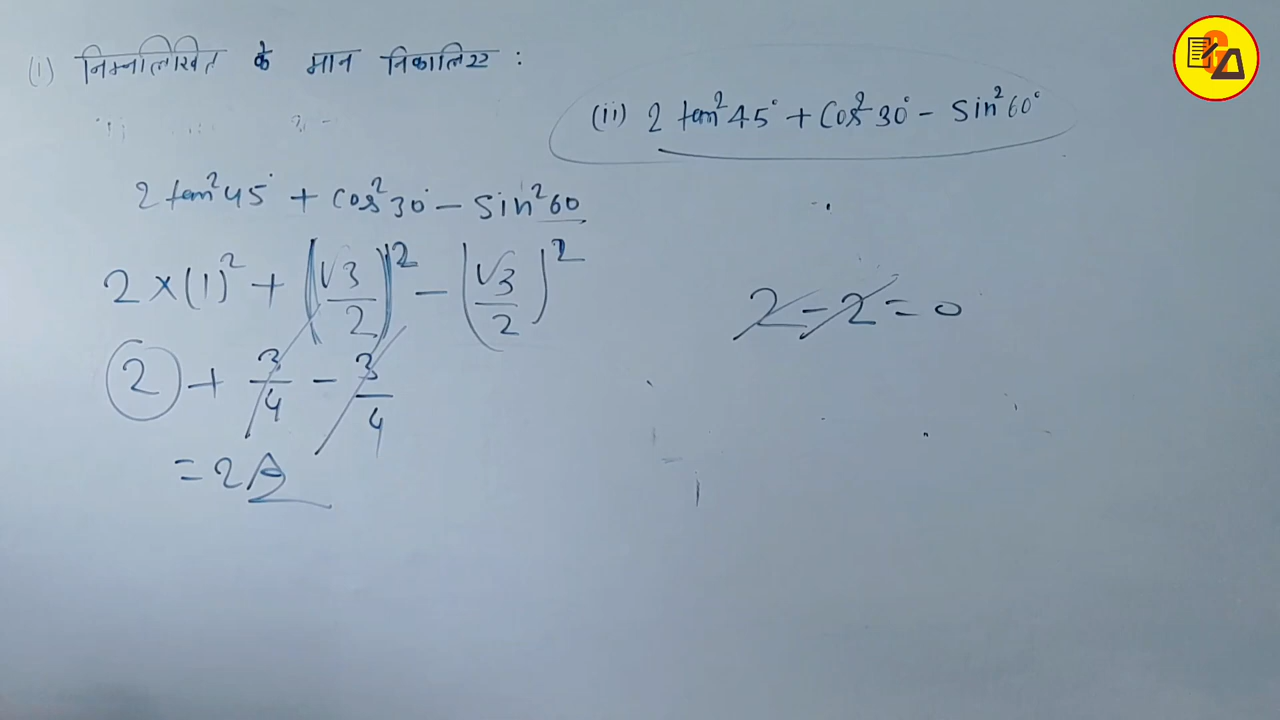 (1) निम्नलिखित के मान निकालिए :
(ii) 2 tan²45° + Cos²30° - Sin²60°
2 tan²45° + Cos²30° - Sin²60
2 × (1)² + (√3/2)² - (√3/2)²
2 - 2 = 0
2 + 3/4 - 3/4
= 2 A